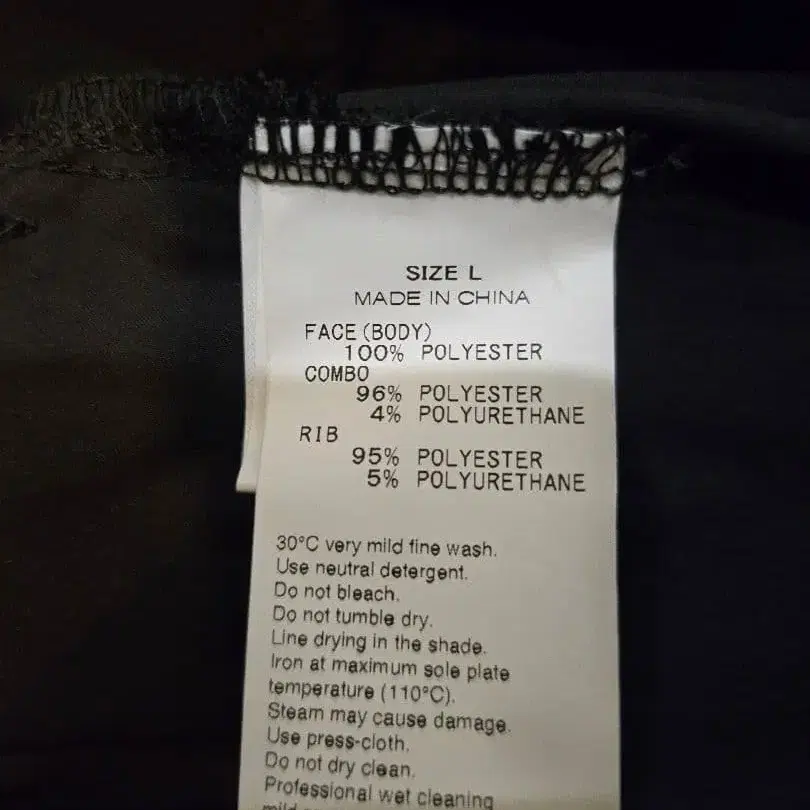 SIZE L
MADE IN CHINA
FACE (BODY)
100% POLYESTER
COMBO
96% POLYESTER
4% POLYURETHANE
RIB
95% POLYESTER
5% POLYURETHANE
30°C very mild fine wash.
Use neutral detergent.
Do not bleach.
Do not tumble dry.
Line drying in the shade.
Iron at maximum sole plate
temperature (110°C).
Steam may cause damage.
Use press-cloth.
Do not dry clean.
Professional wet cleaning